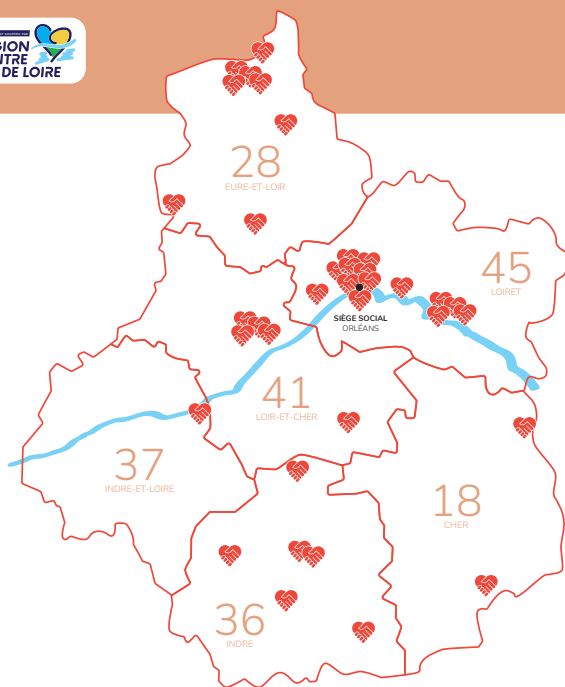 GION
NTRE
DE LOIRE
28
EURE-ET-LOIR
45
LOIRET
SIÈGE SOCIAL
ORLÉANS
41
LOIR-ET-CHER
37
INDRE-ET-LOIRE
18
CHER
36
INDRE